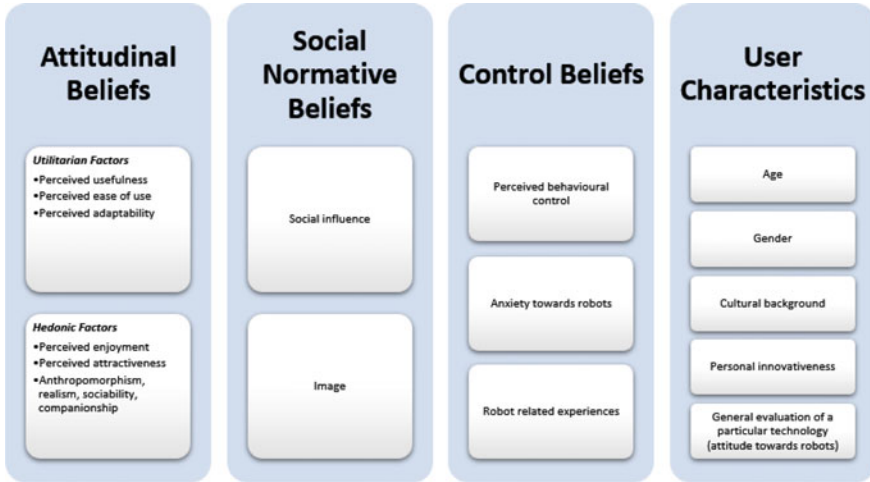 Attitudinal
Beliefs
Utilitarian Factors
•Perceived usefulness
•Perceived ease of use
•Perceived adaptability
Hedonic Factors
•Perceived enjoyment
•Perceived attractiveness
•Anthropomorphism,
realism, sociability,
companionship
Social
Normative
Beliefs
Social influence
Image
Control Beliefs
Perceived behavioural
control
Anxiety towards robots
Robot related experiences
User
Characteristics
Age
Gender
Cultural background
Personal innovativeness
General evaluation of a
particular technology
(attitude towards robots)